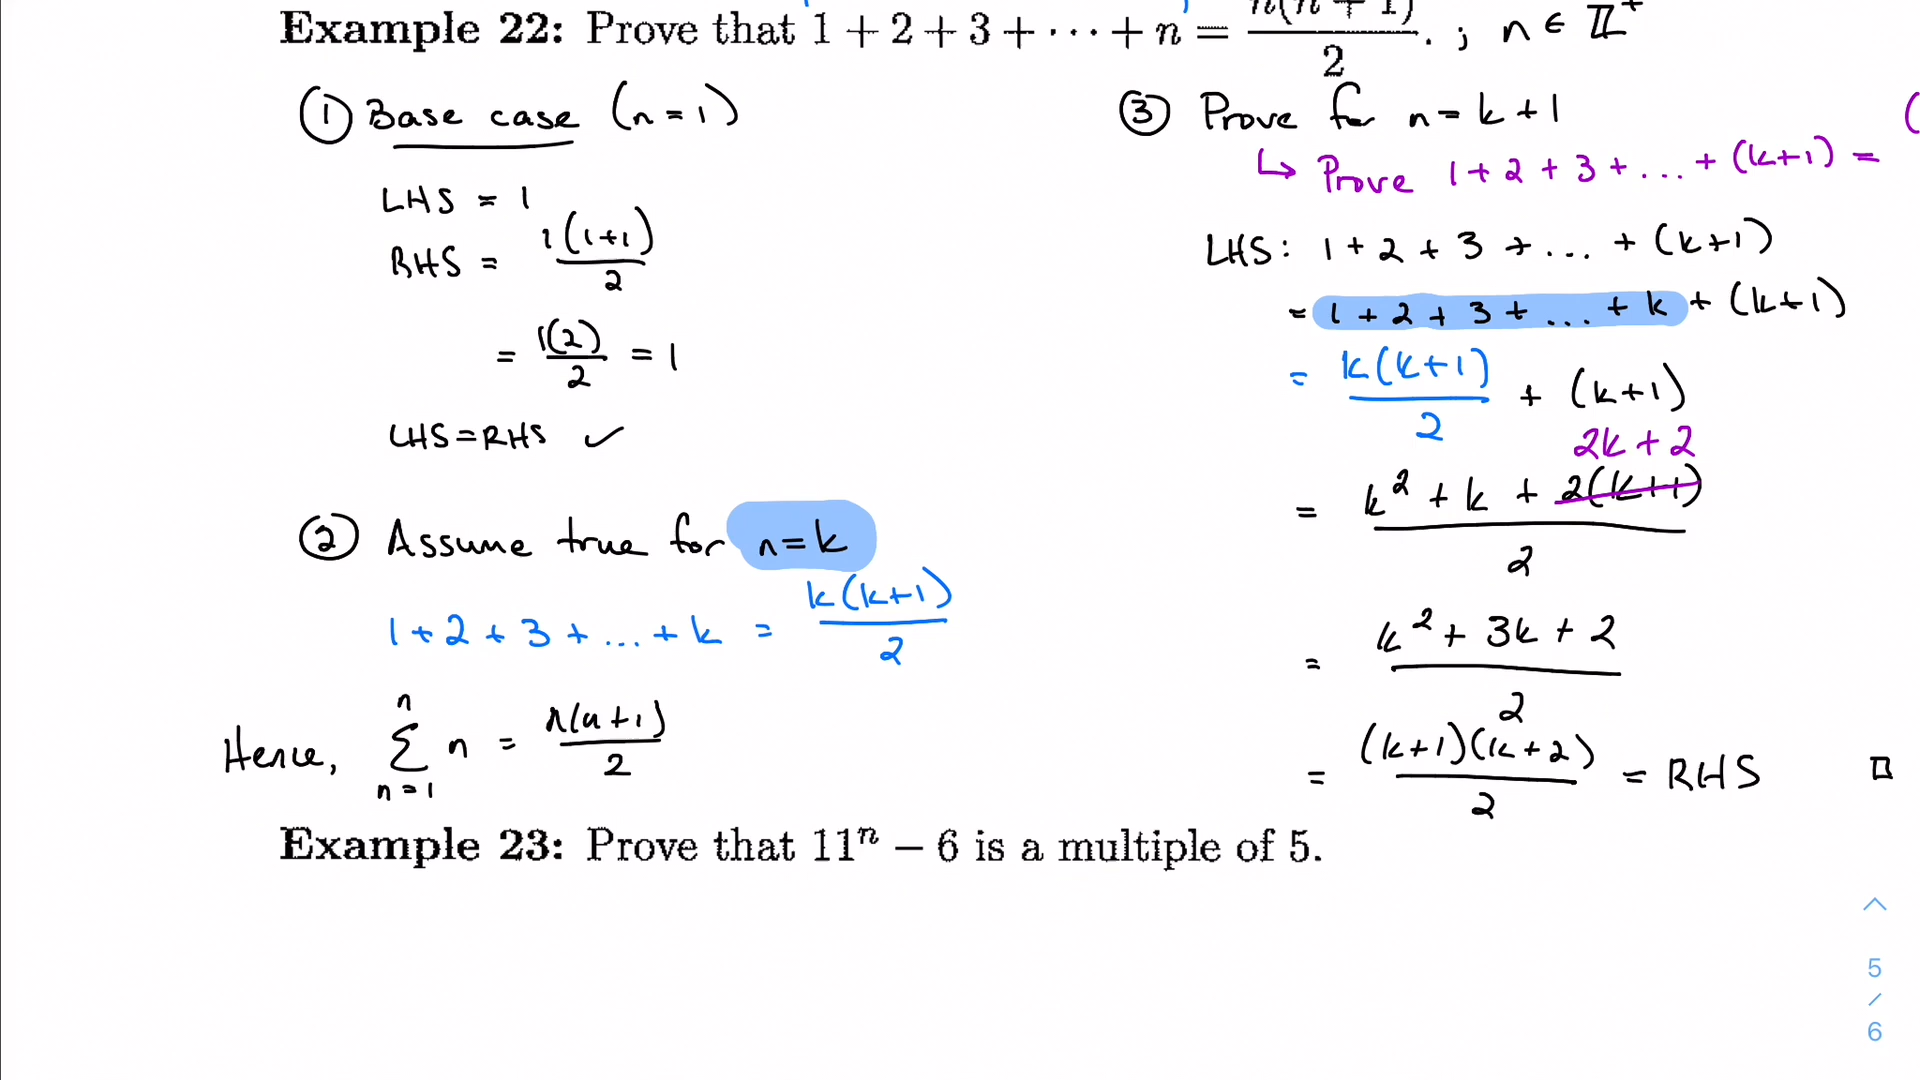 Example 22: Prove that 1 + 2 + 3 + ⋯ + n = n(n + 1)/2 . ; n ∈ ℤ⁺
① Base case (n = 1)
LHS = 1
RHS = 1(1+1)/2
= 1(2)/2 = 1
LHS = RHS ✓
② Assume true for n = k
1 + 2 + 3 + ... + k = k(k+1)/2
Hence, ∑_{n=1}^{n} n = n(n+1)/2
③ Prove for n = k + 1
↳ Prove 1 + 2 + 3 + ... + (k+1) = (
LHS: 1 + 2 + 3 + ... + (k+1)
= 1 + 2 + 3 + ... + k + (k+1)
= k(k+1)/2 + (k+1)
2k + 2
= k² + k + 2(k+1)/2
= k² + 3k + 2/2
= (k+1)(k+2)/2 = RHS □
Example 23: Prove that 11ⁿ − 6 is a multiple of 5.
5
/
6